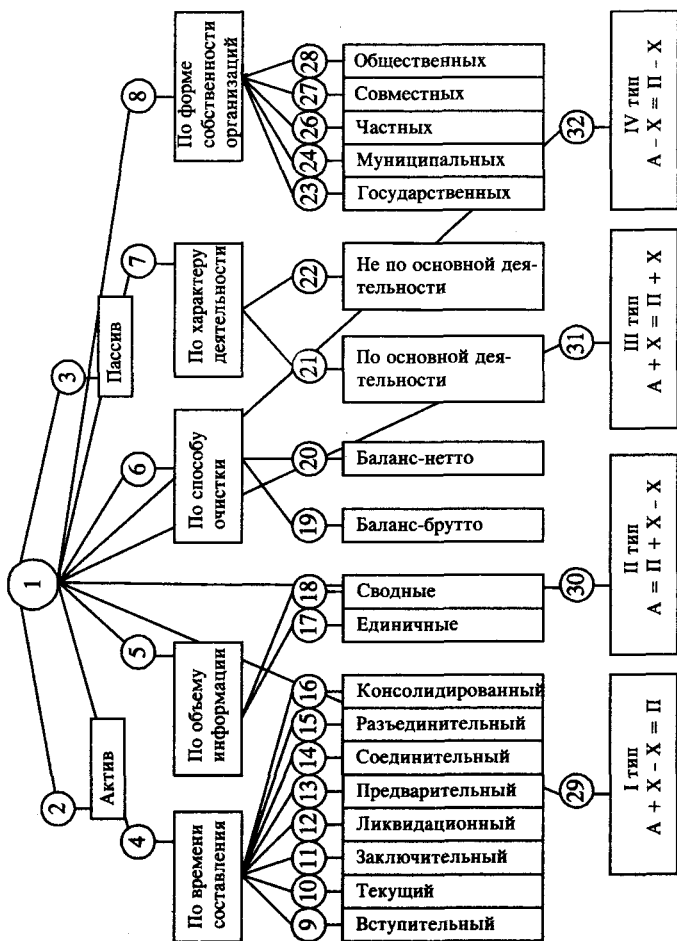 1
2
3
Актив
Пассив
4
5
6
7
8
По времени
составления
По объему
информации
По способу
очистки
По характеру
деятельности
По форме
собственности
организаций
9
10
11
12
13
14
15
16
17
18
19
20
21
22
23
24
26
27
28
Вступительный
Текущий
Заключительный
Ликвидационный
Предварительный
Соединительный
Разъединительный
Консолидированный
Единичные
Сводные
Баланс-брутто
Баланс-нетто
По основной дея-
тельности
Не по основной дея-
тельности
Государственных
Муниципальных
Частных
Совместных
Общественных
29
30
31
32
I тип
А + Х - Х = П
II тип
А = П + Х - Х
III тип
А + Х = П + Х
IV тип
А - Х = П - Х